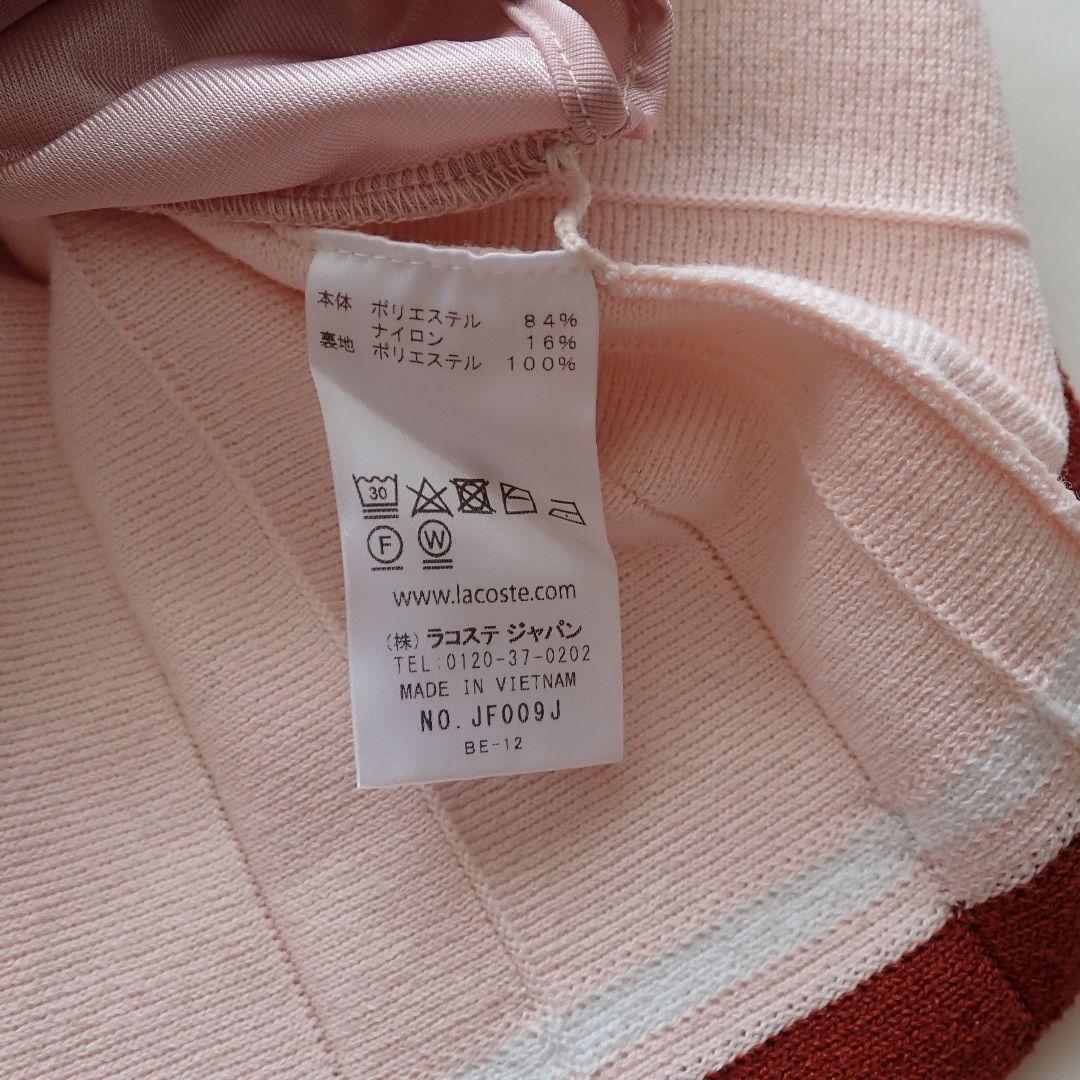 本体 ポリエステル 84%
ナイロン 16%
裏地 ポリエステル 100%
30
F W
www.lacoste.com
(株) ラコステ ジャパン
TEL:0120-37-0202
MADE IN VIETNAM
NO. JF009J
BE-12